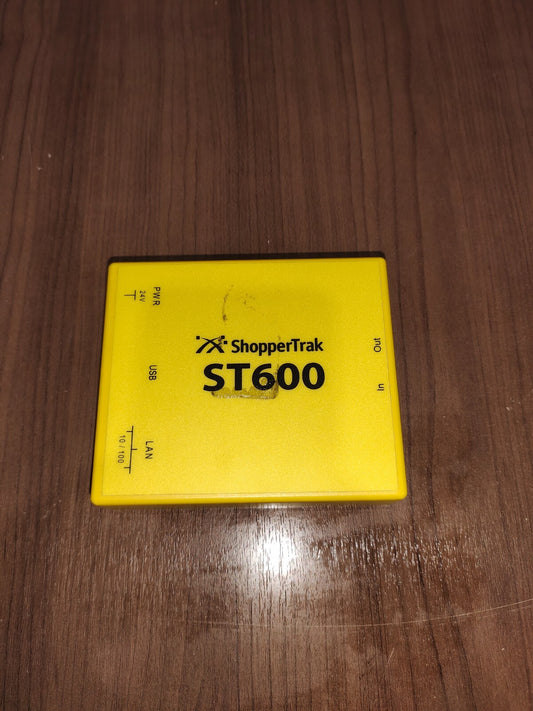 PWR
24V
ShopperTrak
ST600
USB
LAN
10 / 100
Out
In